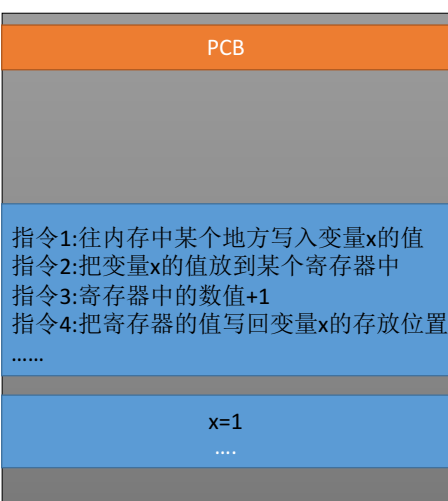 PCB
指令1:往内存中某个地方写入变量x的值
指令2:把变量x的值放到某个寄存器中
指令3:寄存器中的数值+1
指令4:把寄存器的值写回变量x的存放位置
......
x=1
....